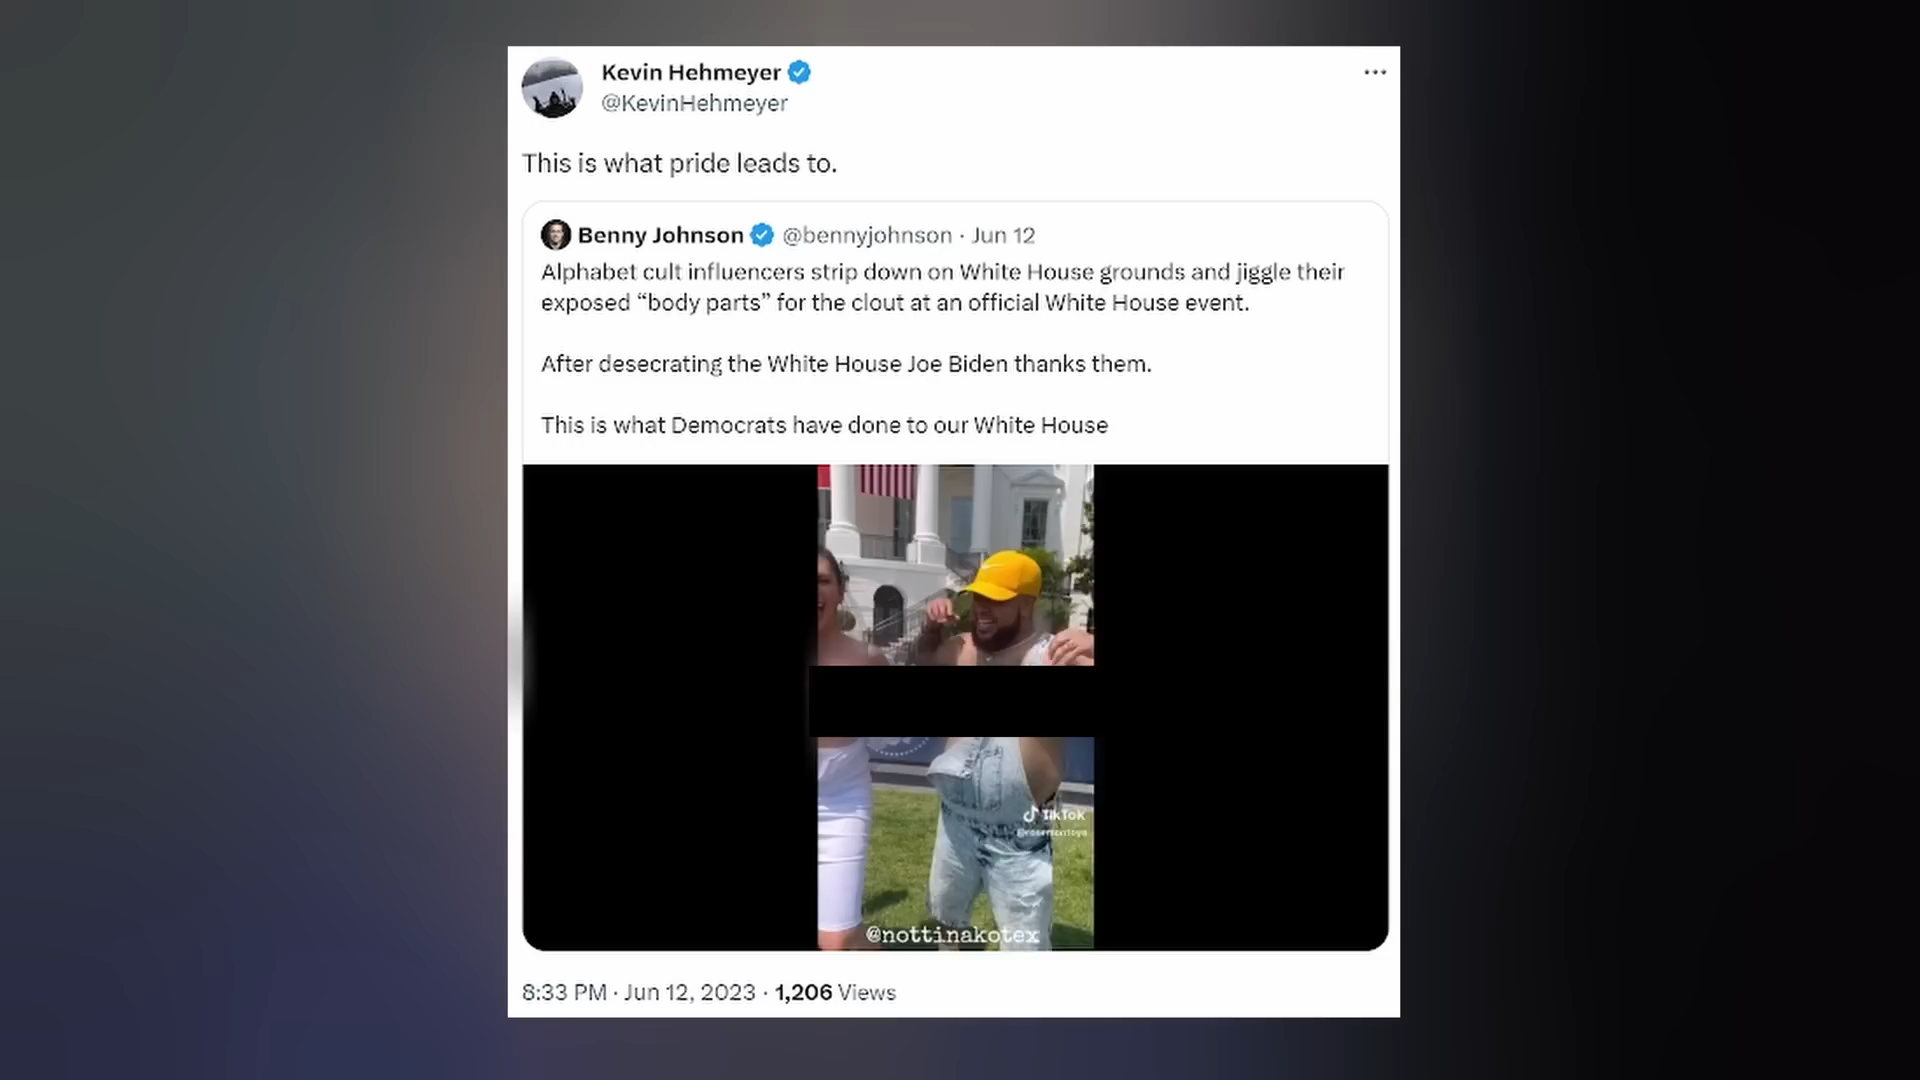 Kevin Hehmeyer
@KevinHehmeyer
This is what pride leads to.
Benny Johnson @bennyjohnson · Jun 12
Alphabet cult influencers strip down on White House grounds and jiggle their
exposed “body parts” for the clout at an official White House event.
After desecrating the White House Joe Biden thanks them.
This is what Democrats have done to our White House
TikTok
@nottinakotex
8:33 PM · Jun 12, 2023 · 1,206 Views